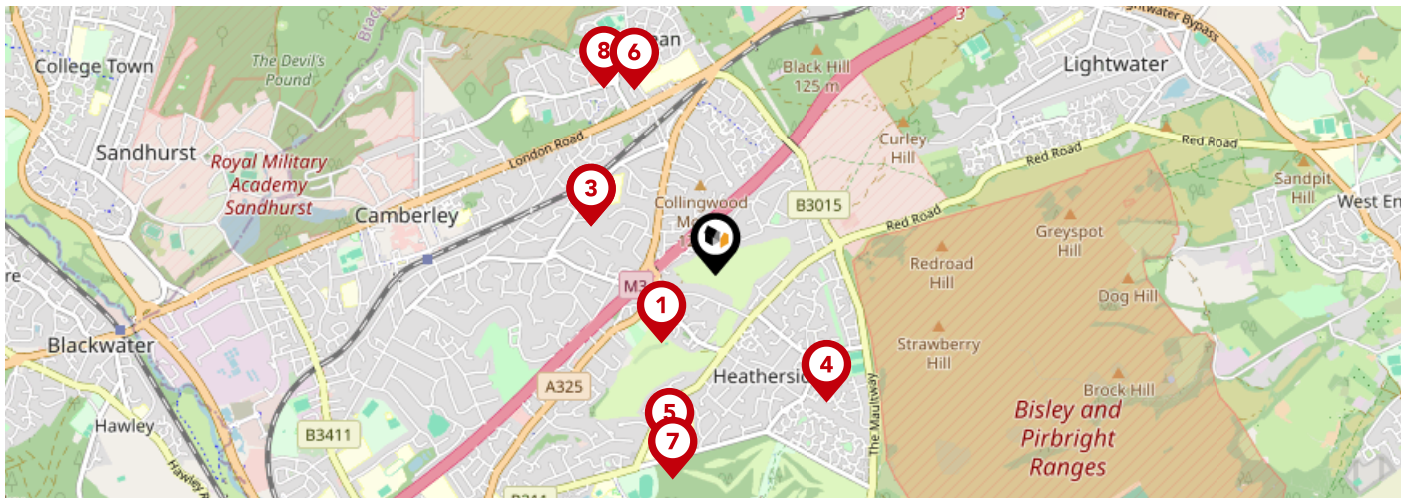 3
Lightwater Bypass
8
6
College Town
The Devil's
Pound
Black Hill
125 m
Lightwater
Sandhurst
London Road
Curley
Hill
Red Road
Red Road
Royal Military
Academy
Sandhurst
3
Sandpit
Hill
Camberley
Collingwood
B3015
Red Road
West En
Greyspot
Hill
Redroad
Hill
M3
1
Dog Hill
Blackwater
Strawberry
Hill
4
Heatherside
A325
Brock Hill
The Maultway
5
Bisley and
Pirbright
Ranges
Hawley
B3411
7
Hawley R
B311